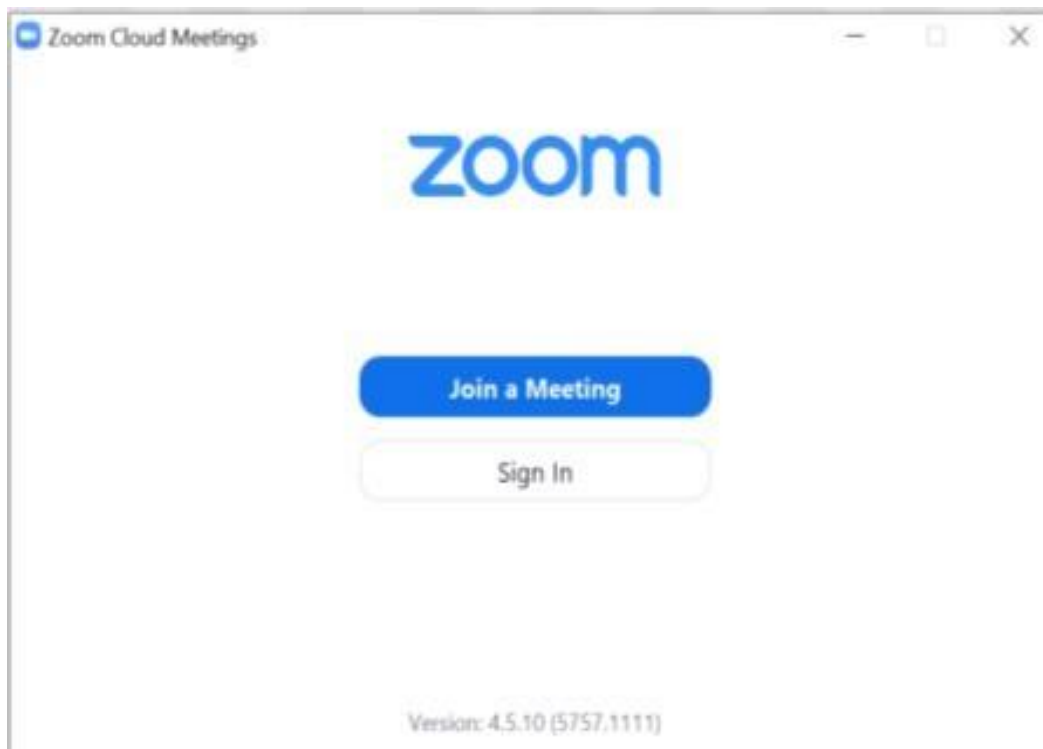 Zoom Cloud Meetings
zoom
Join a Meeting
Sign In
Version: 4.5.10 (5757.1111)